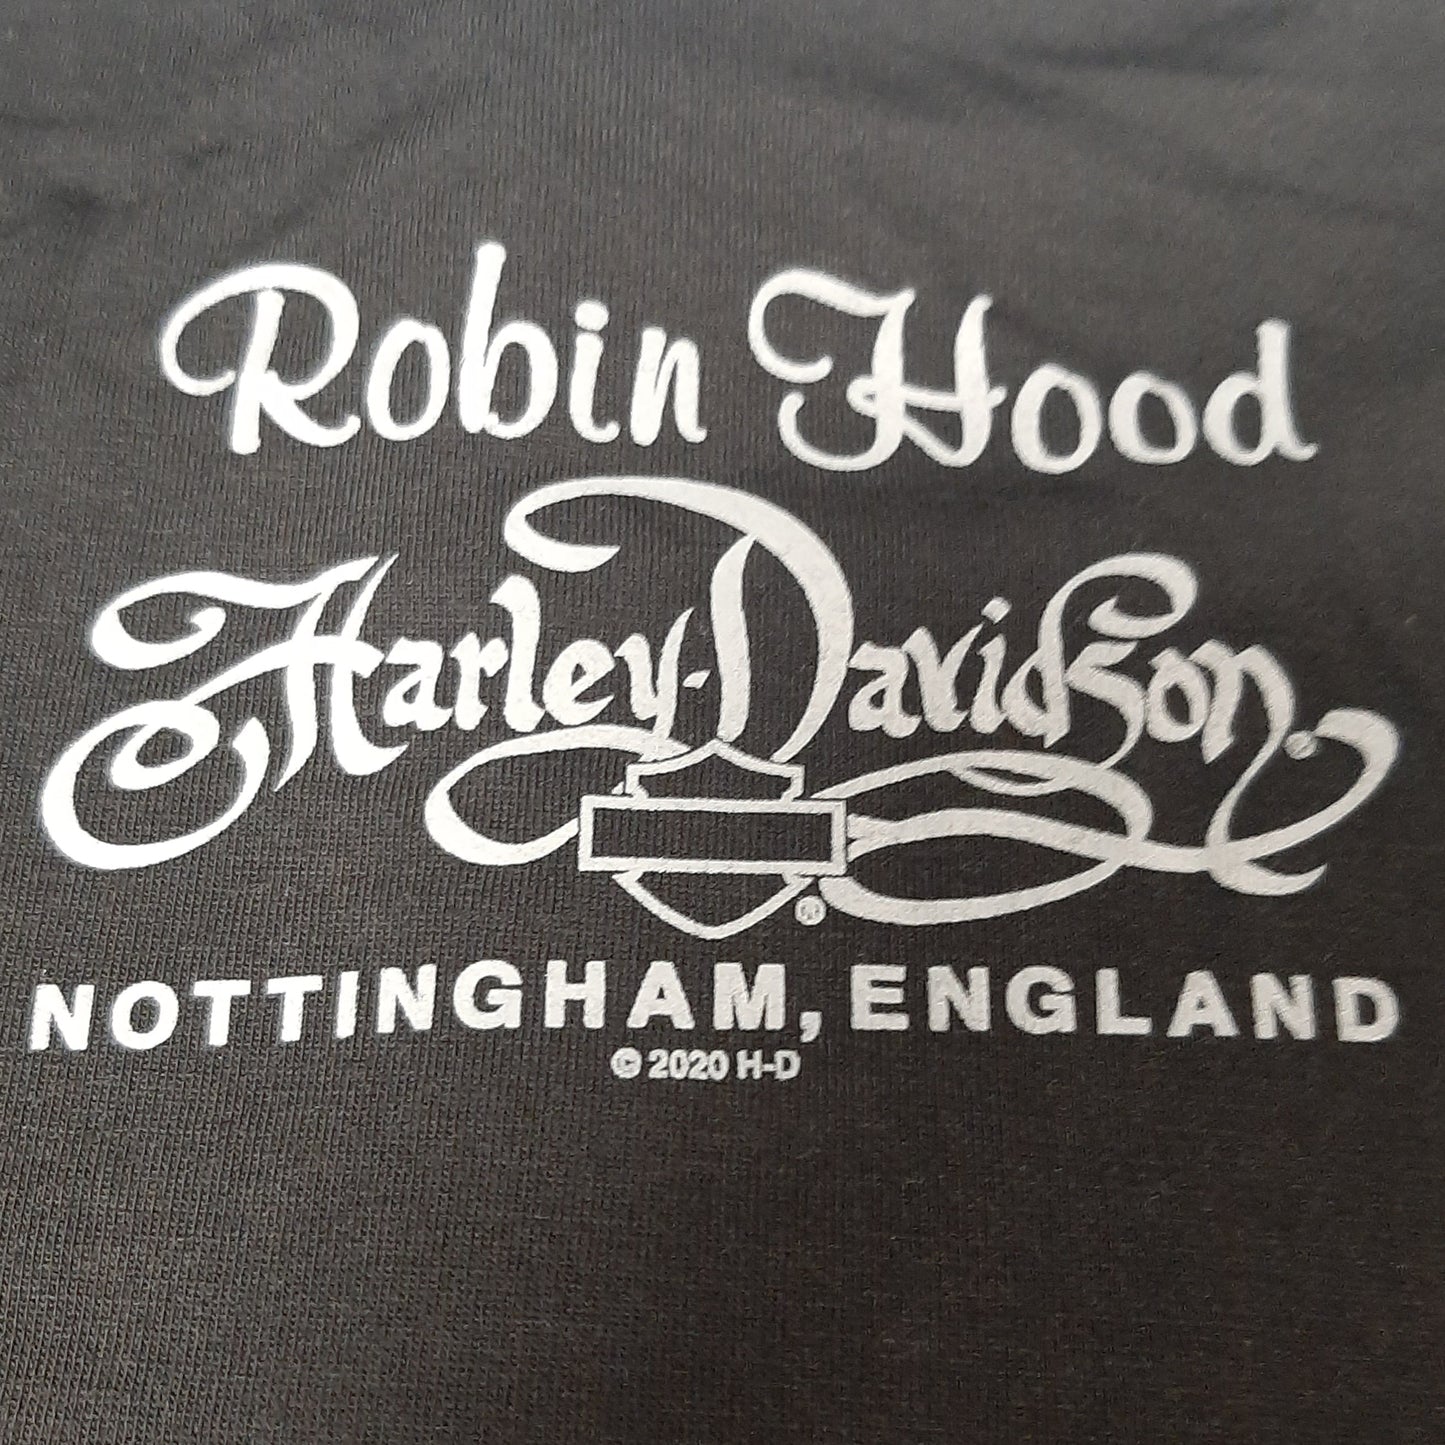 Robin Hood
Harley-Davidson®
®
NOTTINGHAM, ENGLAND
© 2020 H-D